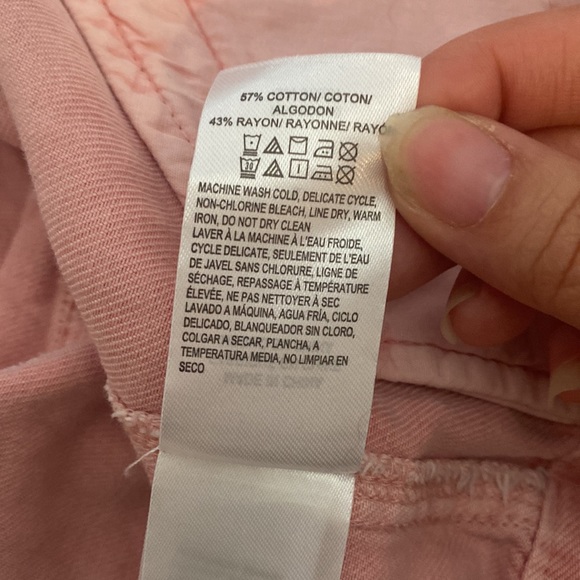 57% COTTON/ COTON/
ALGODON
43% RAYON/ RAYONNE/
MACHINE WASH COLD, DELICATE CYCLE,
NON-CHLORINE BLEACH, LINE DRY, WARM
IRON, DO NOT DRY CLEAN
LAVER À LA MACHINE À L'EAU FROIDE,
CYCLE DELICATE, SEULEMENT DE L'EAU
DE JAVEL SANS CHLORURE, LIGNE DE
SÉCHAGE, REPASSAGE À TEMPÉRATURE
ÉLEVÉE, NE PAS NETTOYER À SEC
LAVADO A MÁQUINA, AGUA FRÍA, CICLO
DELICADO, BLANQUEADOR SIN CLORO,
COLGAR A SECAR, PLANCHA, A
TEMPERATURA MEDIA, NO LIMPIAR EN
SECO